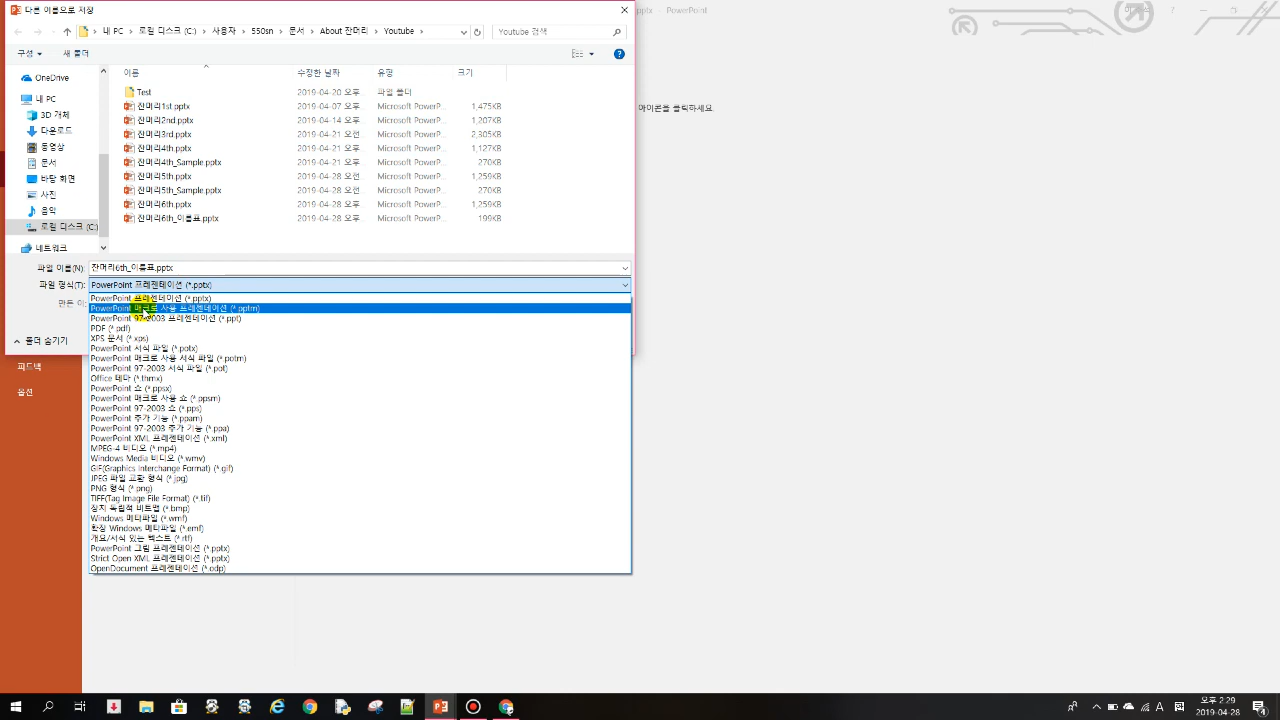 다른 이름으로 저장
pptx - PowerPoint
내 PC › 로컬 디스크 (C:) › 사용자 › 550sn › 문서 › About 잔머리 › Youtube ›
Youtube 검색
구성
새 폴더
이름 수정한 날짜 유형 크기
OneDrive
내 PC
3D 개체
다운로드
동영상
문서
바탕 화면
사진
음악
로컬 디스크 (C:)
네트워크
Test 2019-04-20 오후 파일 폴더
잔머리1st.pptx 2019-04-07 오후 Microsoft PowerP... 1,475KB
잔머리2nd.pptx 2019-04-14 오후 Microsoft PowerP... 1,207KB
잔머리3rd.pptx 2019-04-21 오전 Microsoft PowerP... 2,305KB
잔머리4th.pptx 2019-04-21 오후 Microsoft PowerP... 1,127KB
잔머리4th_Sample.pptx 2019-04-21 오후 Microsoft PowerP... 270KB
잔머리5th.pptx 2019-04-28 오전 Microsoft PowerP... 1,259KB
잔머리5th_Sample.pptx 2019-04-28 오전 Microsoft PowerP... 270KB
잔머리6th.pptx 2019-04-28 오후 Microsoft PowerP... 1,259KB
잔머리6th_이름표.pptx 2019-04-28 오후 Microsoft PowerP... 199KB
아이콘을 클릭하세요.
파일 이름(N): 잔머리6th_이름표.pptx
파일 형식(T): PowerPoint 프레젠테이션 (*.pptx)
만든 이:
폴더 숨기기
PowerPoint 프레젠테이션 (*.pptx)
PowerPoint 매크로 사용 프레젠테이션 (*.pptm)
PowerPoint 97-2003 프레젠테이션 (*.ppt)
PDF (*.pdf)
XPS 문서 (*.xps)
PowerPoint 서식 파일 (*.potx)
PowerPoint 매크로 사용 서식 파일 (*.potm)
PowerPoint 97-2003 서식 파일 (*.pot)
Office 테마 (*.thmx)
PowerPoint 쇼 (*.ppsx)
PowerPoint 매크로 사용 쇼 (*.ppsm)
PowerPoint 97-2003 쇼 (*.pps)
PowerPoint 추가 기능 (*.ppam)
PowerPoint 97-2003 추가 기능 (*.ppa)
PowerPoint XML 프레젠테이션 (*.xml)
MPEG-4 비디오 (*.mp4)
Windows Media 비디오 (*.wmv)
GIF(Graphics Interchange Format) (*.gif)
JPEG 파일 교환 형식 (*.jpg)
PNG 형식 (*.png)
TIFF(Tag Image File Format) (*.tif)
장치 독립적 비트맵 (*.bmp)
Windows 메타파일 (*.wmf)
확장 Windows 메타파일 (*.emf)
개요/서식 있는 텍스트 (*.rtf)
PowerPoint 그림 프레젠테이션 (*.pptx)
Strict Open XML 프레젠테이션 (*.pptx)
OpenDocument 프레젠테이션 (*.odp)
피드백
옵션
A
오후 2:29
2019-04-28